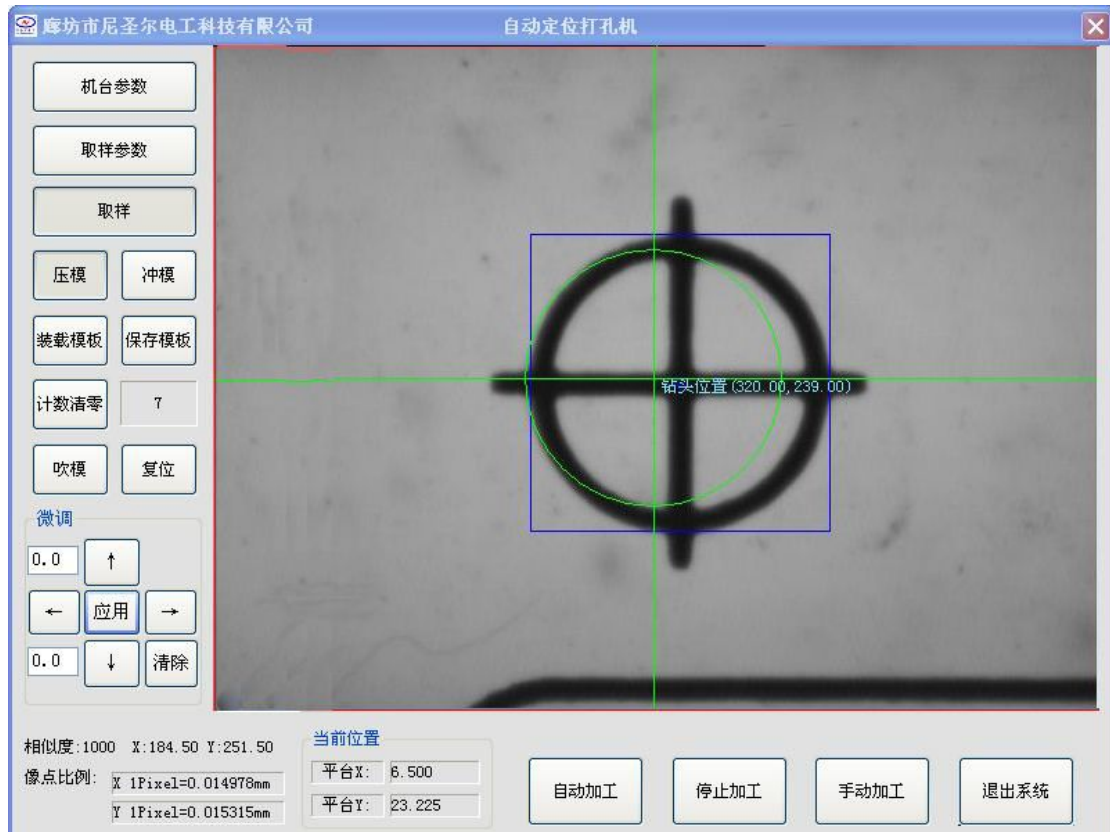 廊坊市尼圣尔电工科技有限公司 自动定位打孔机
机台参数
取样参数
取样
压模 冲模
装载模板 保存模板
计数清零 7
吹模 复位
微调
0.0 ↑
← 应用 →
0.0 ↓ 清除
钻头位置(320.00,239.00)
相似度:1000 X:184.50 Y:251.50
像点比例: X 1Pixel=0.014978mm
Y 1Pixel=0.015315mm
当前位置
平台X: 6.500
平台Y: 23.225
自动加工 停止加工 手动加工 退出系统